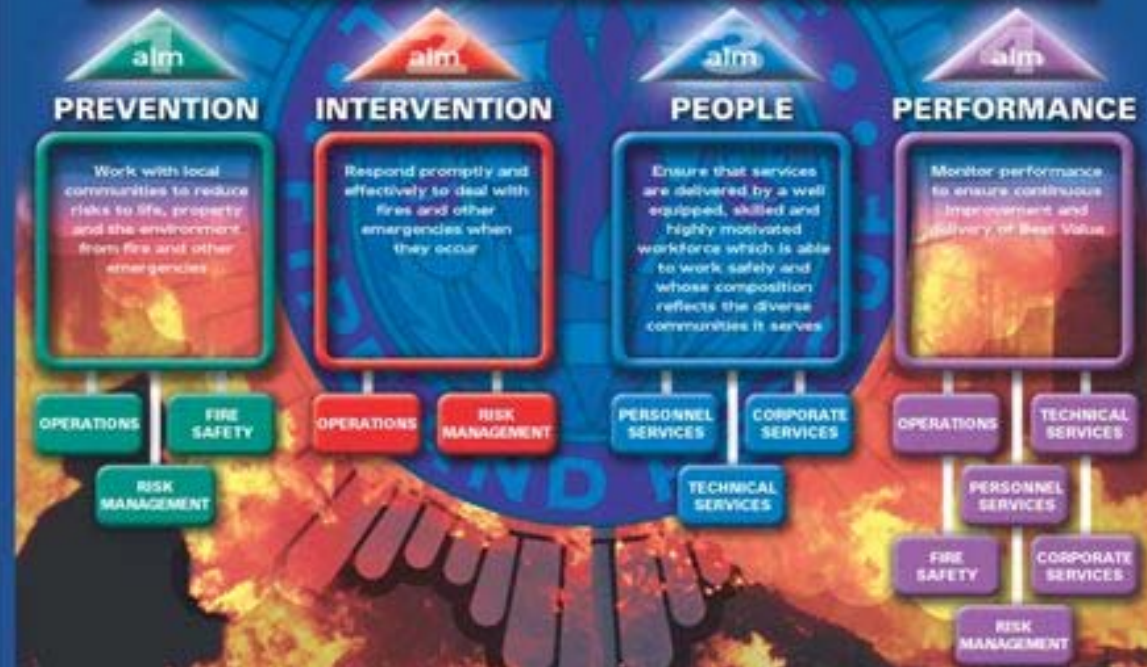 1
aim
PREVENTION
Work with local
communities to reduce
risks to life, property
and the environment
from fire and other
emergencies
OPERATIONS
FIRE
SAFETY
RISK
MANAGEMENT
2
aim
INTERVENTION
Respond promptly and
effectively to deal with
fires and other
emergencies when
they occur
OPERATIONS
RISK
MANAGEMENT
3
aim
PEOPLE
Ensure that services
are delivered by a well
equipped, skilled and
highly motivated
workforce which is able
to work safely and
whose composition
reflects the diverse
communities it serves
PERSONNEL
SERVICES
CORPORATE
SERVICES
TECHNICAL
SERVICES
4
aim
PERFORMANCE
Monitor performance
to ensure continuous
improvement and
delivery of Best Value
OPERATIONS
TECHNICAL
SERVICES
PERSONNEL
SERVICES
FIRE
SAFETY
CORPORATE
SERVICES
RISK
MANAGEMENT